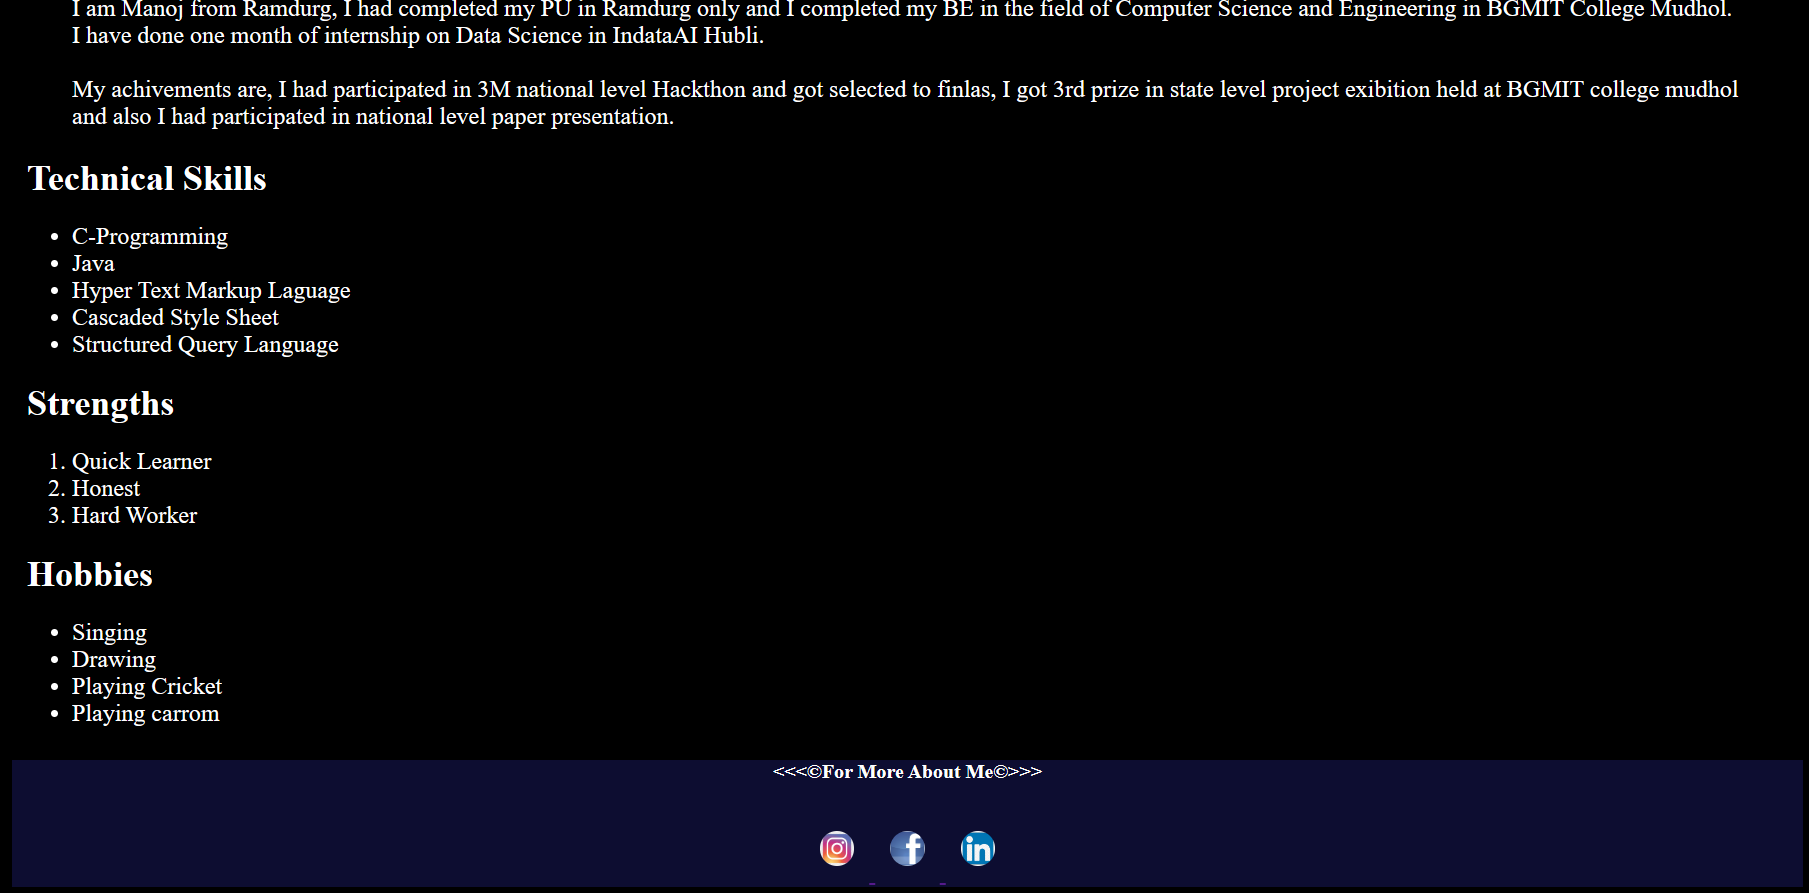 I am Manoj from Ramdurg, I had completed my PU in Ramdurg only and I completed my BE in the field of Computer Science and Engineering in BGMIT College Mudhol.
I have done one month of internship on Data Science in IndataAI Hubli.
My achivements are, I had participated in 3M national level Hackthon and got selected to finlas, I got 3rd prize in state level project exibition held at BGMIT college mudhol
and also I had participated in national level paper presentation.
Technical Skills
• C-Programming
• Java
• Hyper Text Markup Laguage
• Cascaded Style Sheet
• Structured Query Language
Strengths
1. Quick Learner
2. Honest
3. Hard Worker
Hobbies
• Singing
• Drawing
• Playing Cricket
• Playing carrom
<<<©For More About Me©>>>
f in